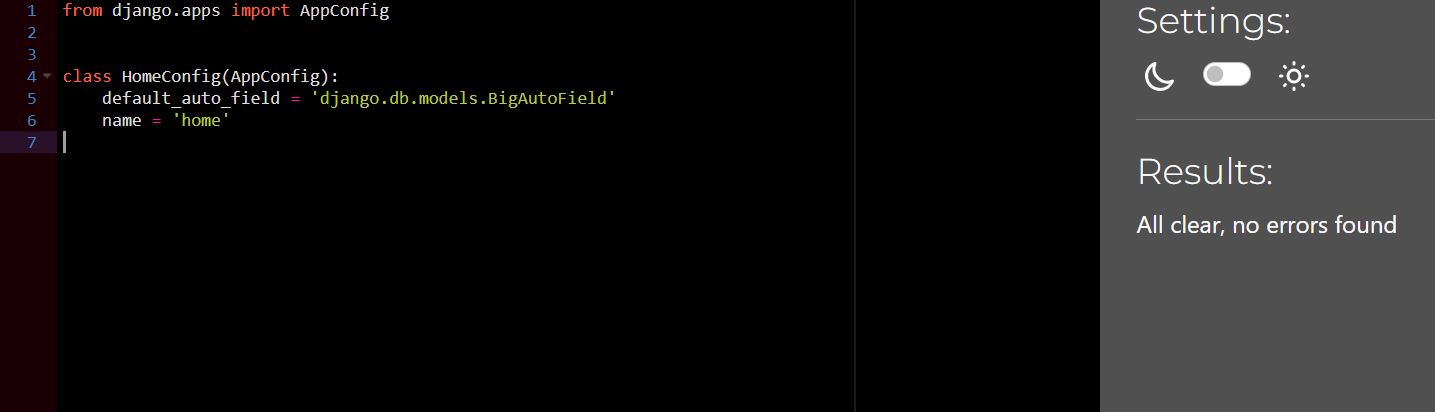 1 from django.apps import AppConfig
2
3
4 class HomeConfig(AppConfig):
5     default_auto_field = 'django.db.models.BigAutoField'
6     name = 'home'
7
Settings:
Results:
All clear, no errors found